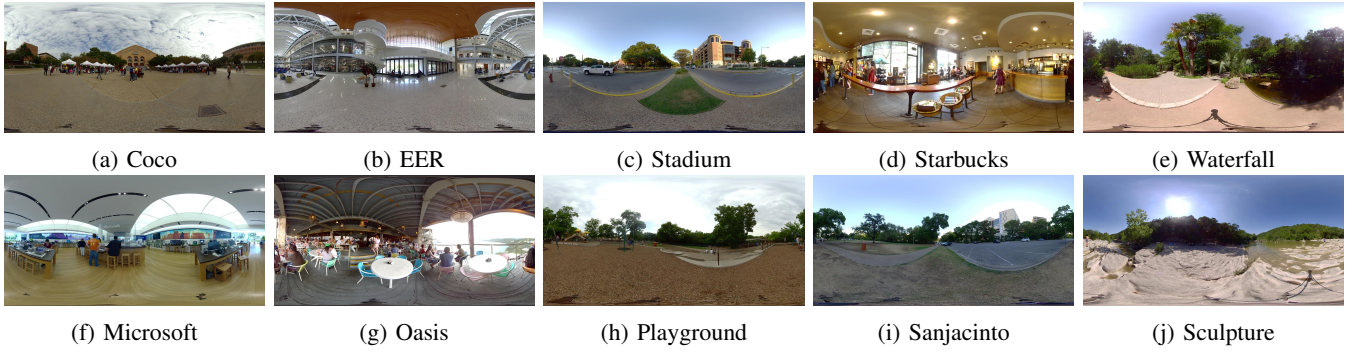 (a) Coco
(b) EER
(c) Stadium
(d) Starbucks
(e) Waterfall
(f) Microsoft
(g) Oasis
(h) Playground
(i) Sanjacinto
(j) Sculpture